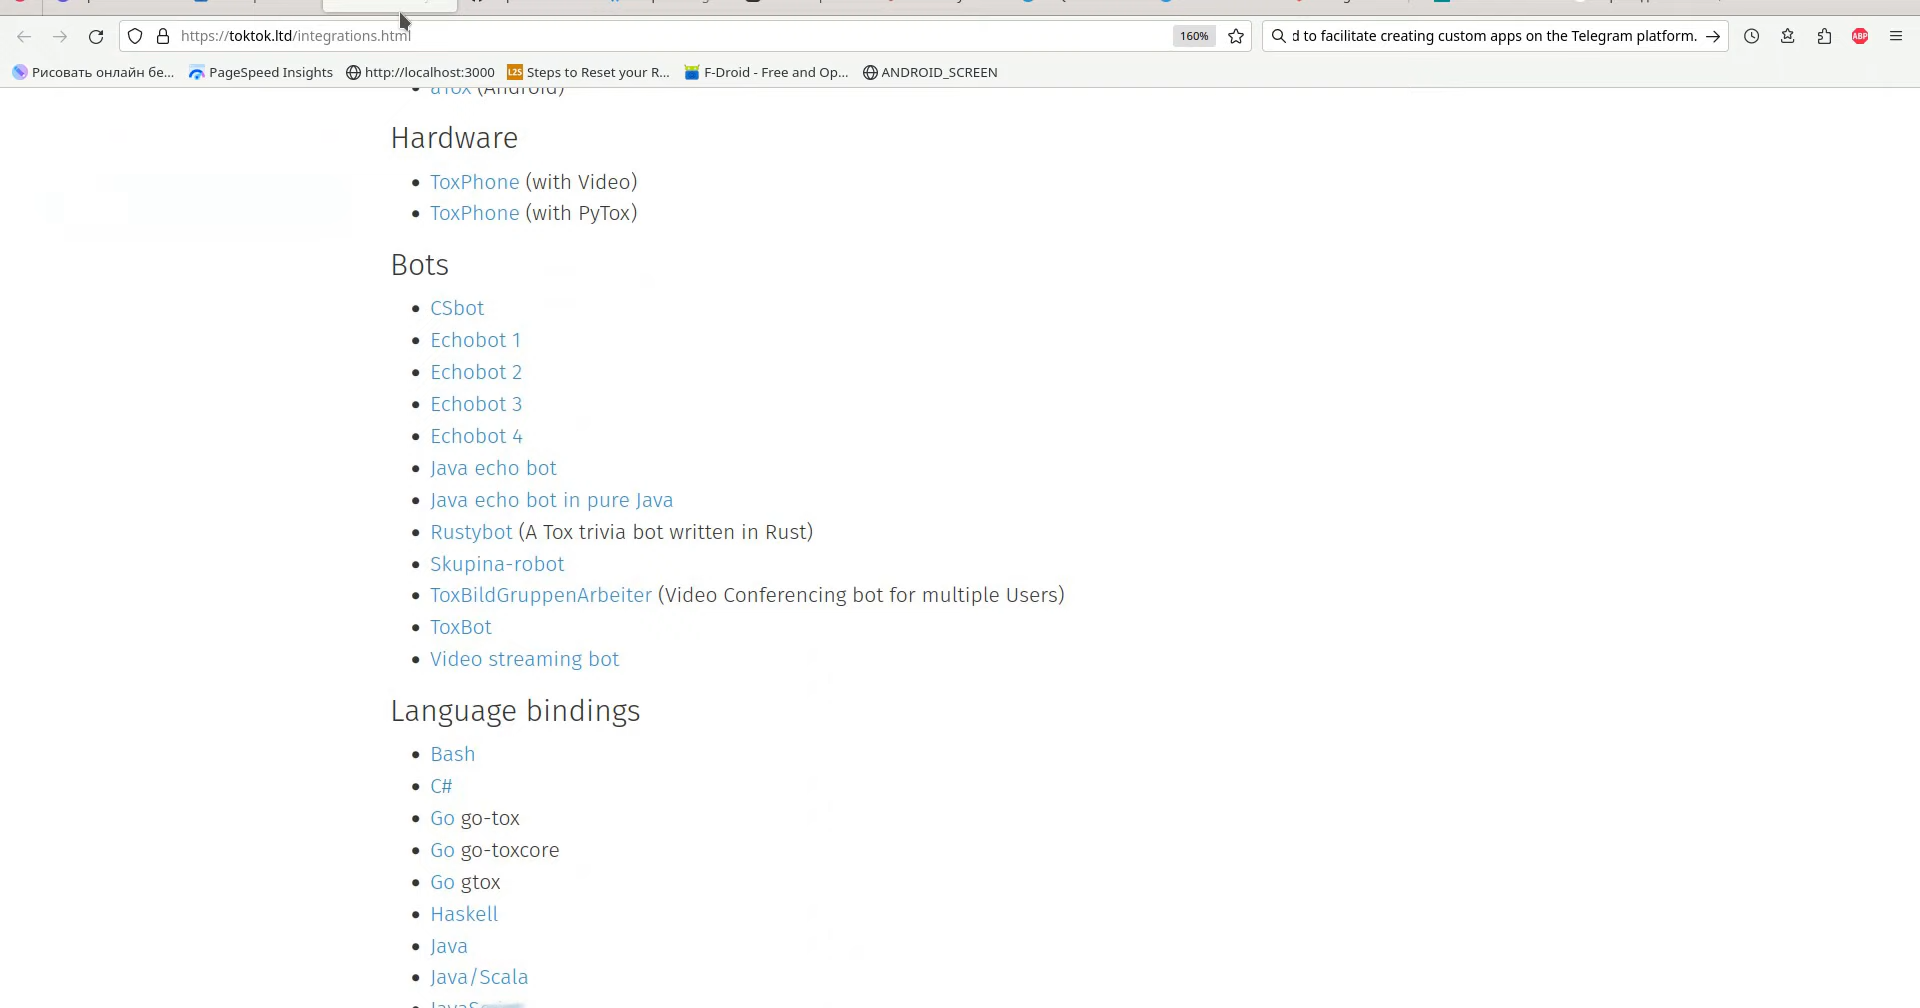 https://toktok.ltd/integrations.html
160%
d to facilitate creating custom apps on the Telegram platform.
ABP
Рисовать онлайн бе...
PageSpeed Insights
http://localhost:3000
L2S
Steps to Reset your R...
F-Droid - Free and Op...
ANDROID_SCREEN
aTox (Android)
Hardware
ToxPhone (with Video)
ToxPhone (with PyTox)
Bots
CSbot
Echobot 1
Echobot 2
Echobot 3
Echobot 4
Java echo bot
Java echo bot in pure Java
Rustybot (A Tox trivia bot written in Rust)
Skupina-robot
ToxBildGruppenArbeiter (Video Conferencing bot for multiple Users)
ToxBot
Video streaming bot
Language bindings
Bash
C#
Go go-tox
Go go-toxcore
Go gtox
Haskell
Java
Java/Scala